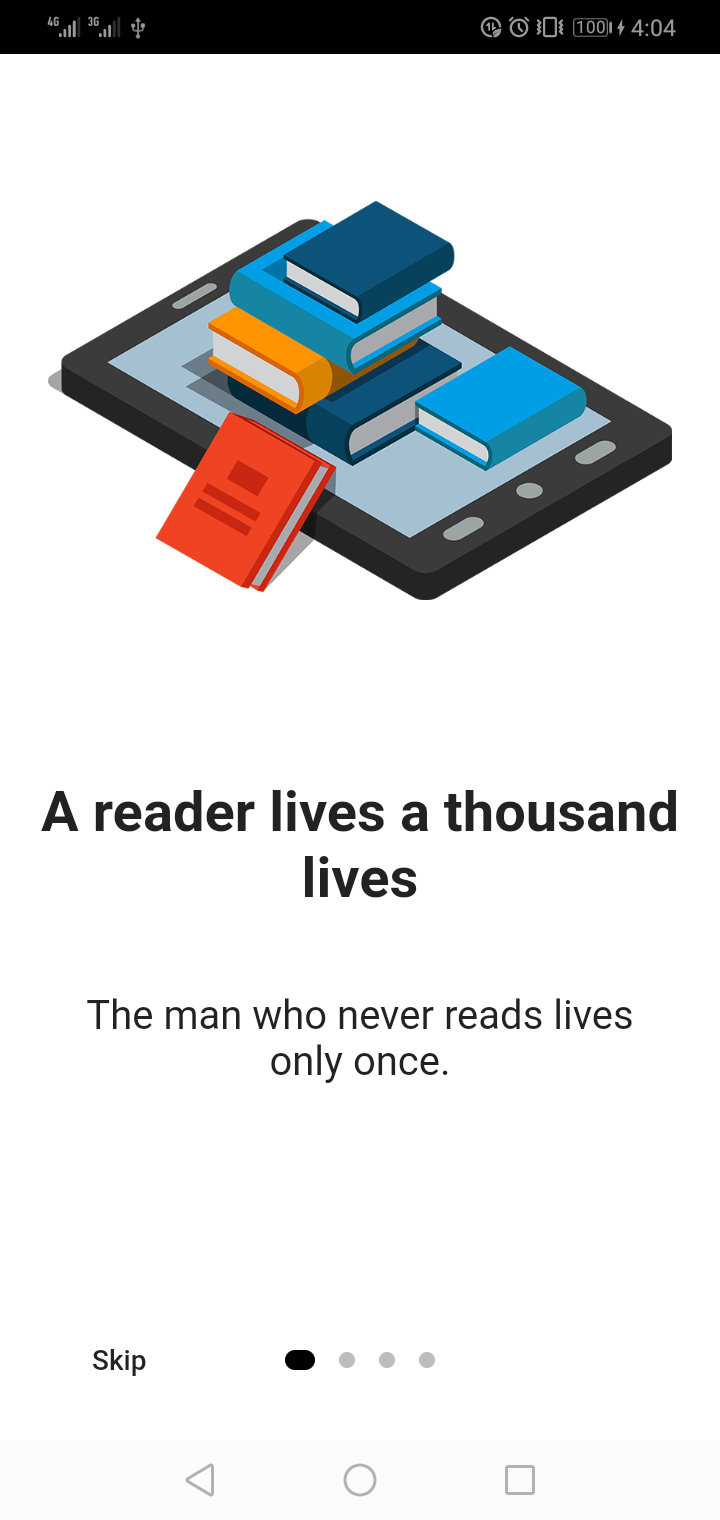 4G 3G 100 4:04
A reader lives a thousand
lives
The man who never reads lives
only once.
Skip